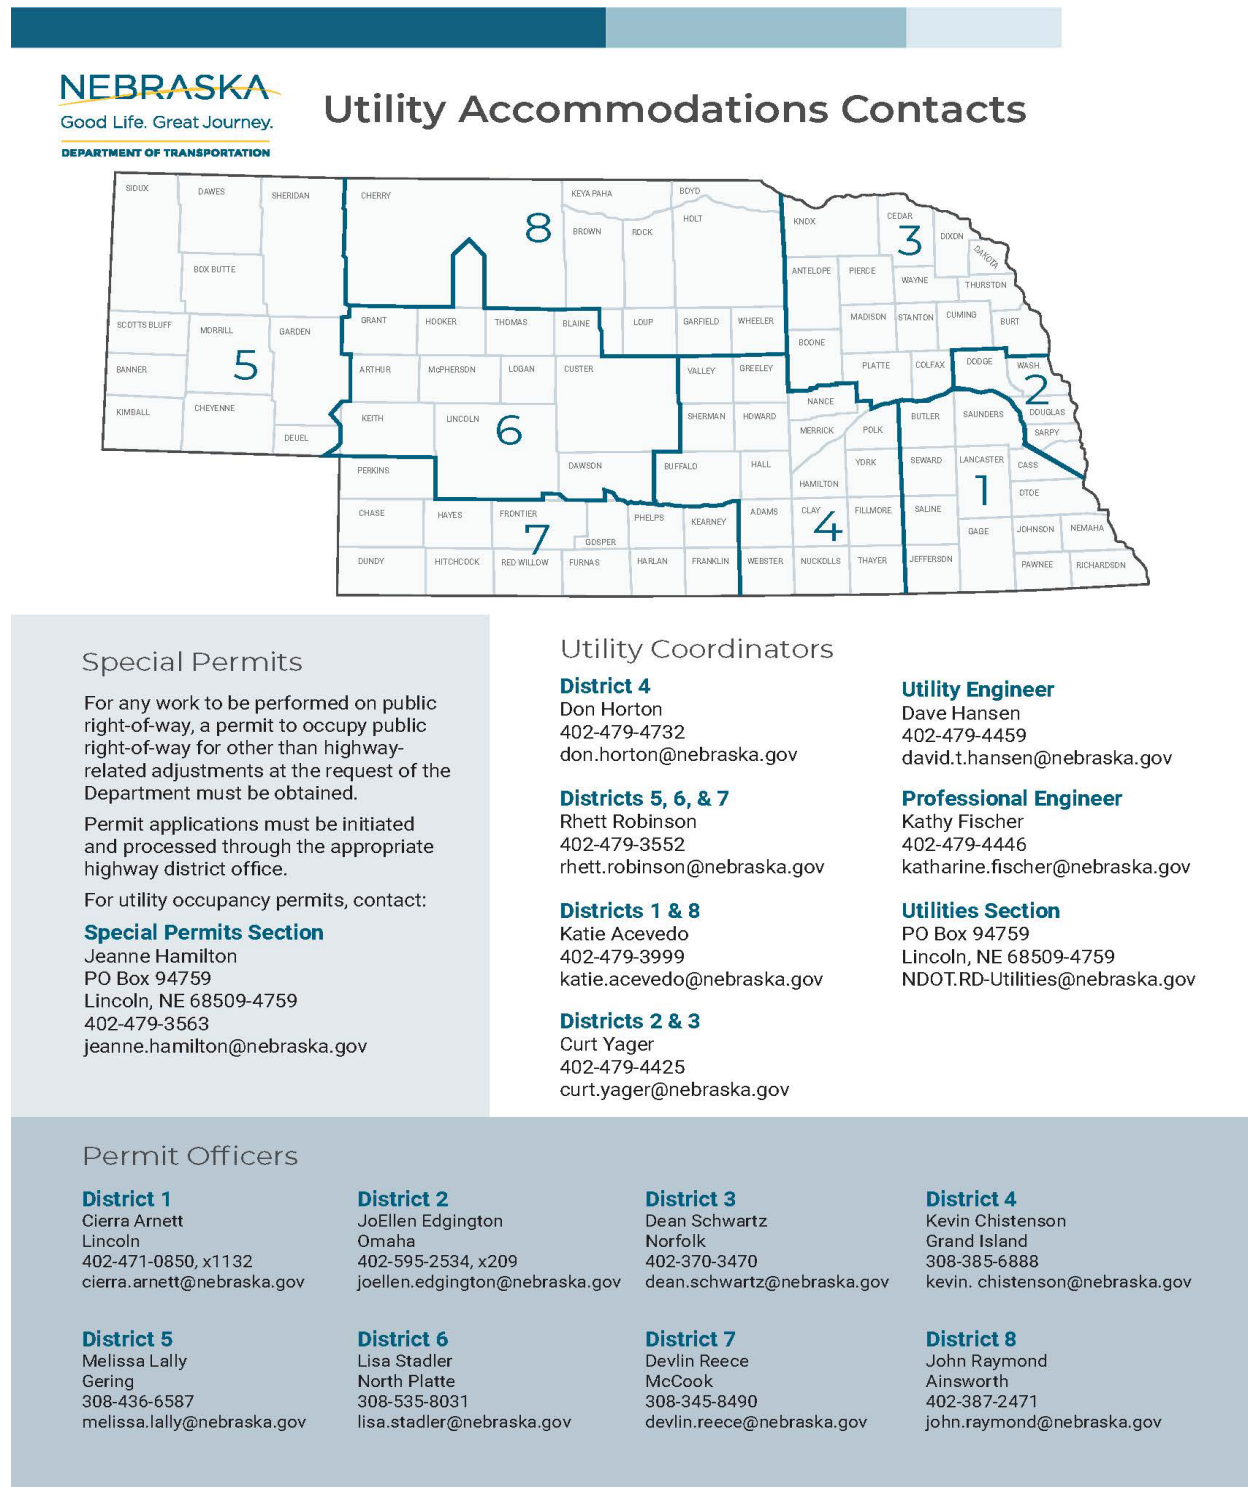 NEBRASKA
Good Life. Great Journey.
DEPARTMENT OF TRANSPORTATION
Utility Accommodations Contacts
SIOUX
DAWES
SHERIDAN
CHERRY
KEYA PAHA
BOYD
8
BROWN
ROCK
HOLT
KNOX
CEDAR
3
DIXON
DAKOTA
BOX BUTTE
ANTELOPE
PIERCE
WAYNE
THURSTON
SCOTTS BLUFF
MORRILL
GARDEN
GRANT
HOOKER
THOMAS
BLAINE
LOUP
GARFIELD
WHEELER
BOONE
MADISON
STANTON
CUMING
BURT
BANNER
5
ARTHUR
McPHERSON
LOGAN
CUSTER
VALLEY
GREELEY
PLATTE
COLFAX
DODGE
WASH.
2
KIMBALL
CHEYENNE
DEUEL
KEITH
LINCOLN
6
SHERMAN
HOWARD
NANCE
MERRICK
POLK
BUTLER
SAUNDERS
DOUGLAS
SARPY
PERKINS
DAWSON
BUFFALO
HALL
HAMILTON
YORK
SEWARD
LANCASTER
CASS
1
OTOE
CHASE
HAYES
FRONTIER
7
GOSPER
PHELPS
KEARNEY
ADAMS
CLAY
4
FILLMORE
SALINE
GAGE
JOHNSON
NEMAHA
DUNDY
HITCHCOCK
RED WILLOW
FURNAS
HARLAN
FRANKLIN
WEBSTER
NUCKOLLS
THAYER
JEFFERSON
PAWNEE
RICHARDSON
Special Permits
For any work to be performed on public
right-of-way, a permit to occupy public
right-of-way for other than highway-
related adjustments at the request of the
Department must be obtained.
Permit applications must be initiated
and processed through the appropriate
highway district office.
For utility occupancy permits, contact:
Special Permits Section
Jeanne Hamilton
PO Box 94759
Lincoln, NE 68509-4759
402-479-3563
jeanne.hamilton@nebraska.gov
Utility Coordinators
District 4
Don Horton
402-479-4732
don.horton@nebraska.gov
Districts 5, 6, & 7
Rhett Robinson
402-479-3552
rhett.robinson@nebraska.gov
Districts 1 & 8
Katie Acevedo
402-479-3999
katie.acevedo@nebraska.gov
Districts 2 & 3
Curt Yager
402-479-4425
curt.yager@nebraska.gov
Utility Engineer
Dave Hansen
402-479-4459
david.t.hansen@nebraska.gov
Professional Engineer
Kathy Fischer
402-479-4446
katharine.fischer@nebraska.gov
Utilities Section
PO Box 94759
Lincoln, NE 68509-4759
NDOT.RD-Utilities@nebraska.gov
Permit Officers
District 1
Cierra Arnett
Lincoln
402-471-0850, x1132
cierra.arnett@nebraska.gov
District 2
JoEllen Edgington
Omaha
402-595-2534, x209
joellen.edgington@nebraska.gov
District 3
Dean Schwartz
Norfolk
402-370-3470
dean.schwartz@nebraska.gov
District 4
Kevin Chistenson
Grand Island
308-385-6888
kevin. chistenson@nebraska.gov
District 5
Melissa Lally
Gering
308-436-6587
melissa.lally@nebraska.gov
District 6
Lisa Stadler
North Platte
308-535-8031
lisa.stadler@nebraska.gov
District 7
Devlin Reece
McCook
308-345-8490
devlin.reece@nebraska.gov
District 8
John Raymond
Ainsworth
402-387-2471
john.raymond@nebraska.gov